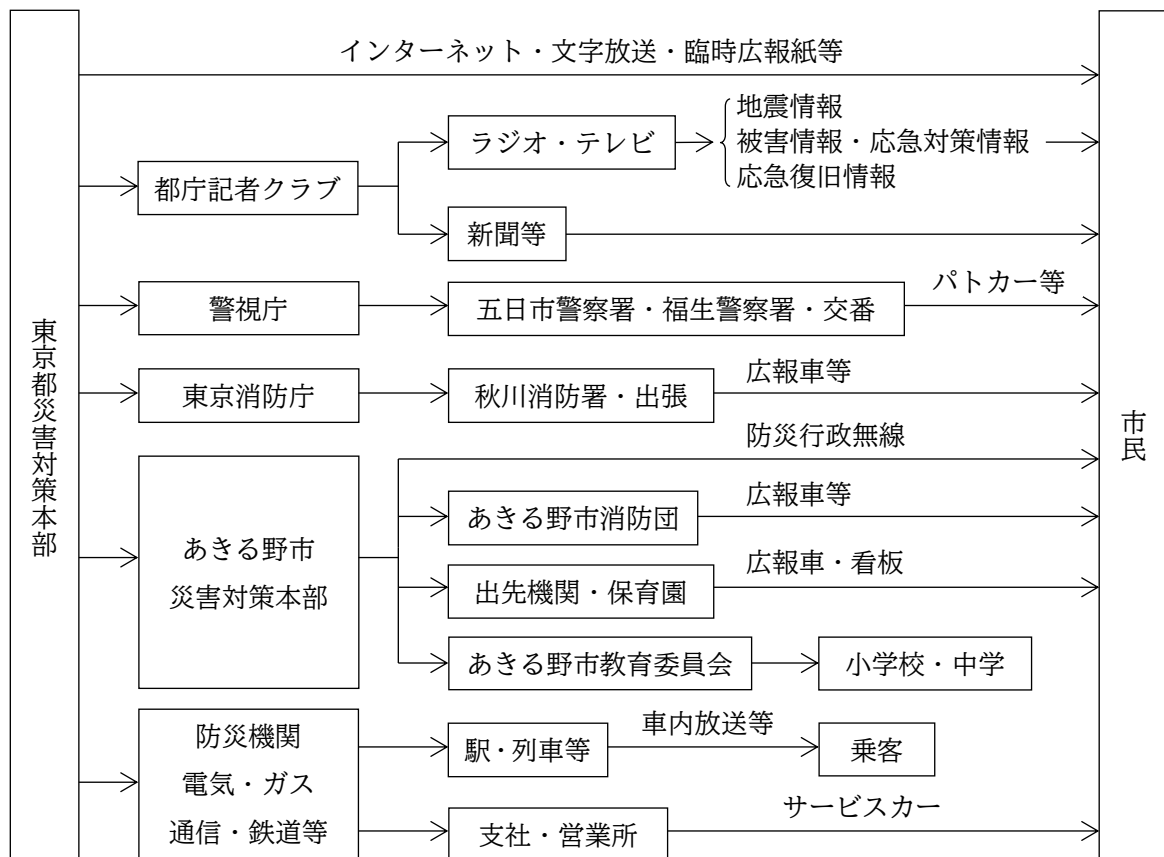 東京都災害対策本部
インターネット・文字放送・臨時広報紙等
都庁記者クラブ
ラジオ・テレビ
地震情報
被害情報・応急対策情報
応急復旧情報
新聞等
警視庁
五日市警察署・福生警察署・交番
パトカー等
東京消防庁
秋川消防署・出張
広報車等
あきる野市
災害対策本部
防災行政無線
あきる野市消防団
広報車等
出先機関・保育園
広報車・看板
あきる野市教育委員会
小学校・中学
防災機関
電気・ガス
通信・鉄道等
駅・列車等
車内放送等
乗客
支社・営業所
サービスカー
市民